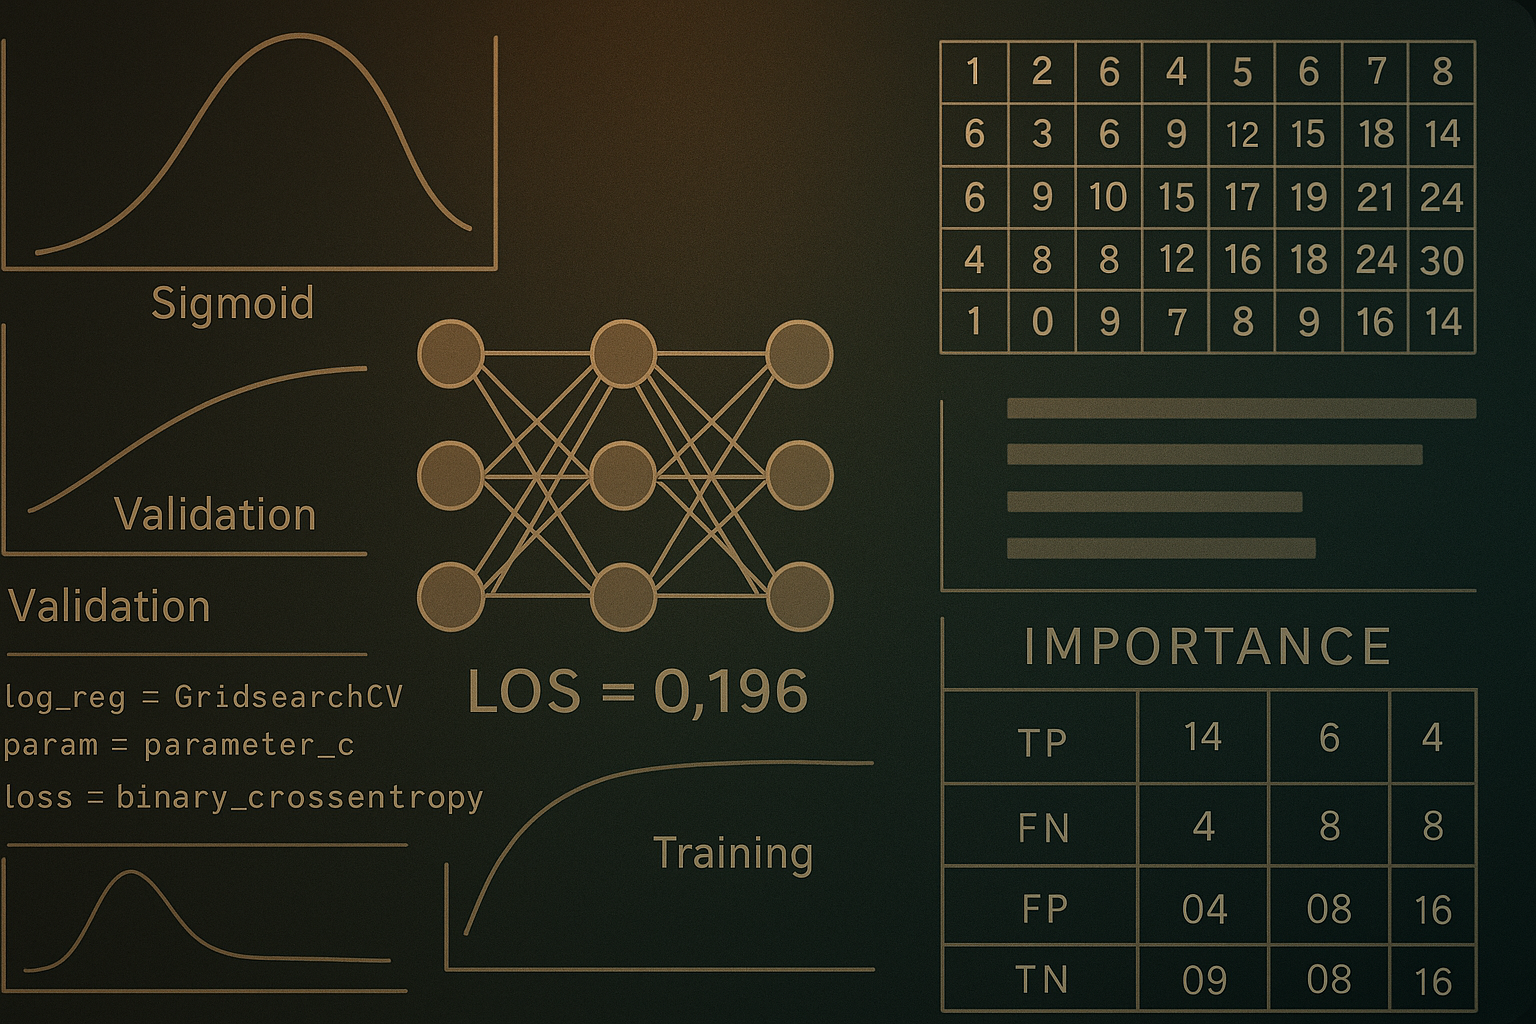 Sigmoid
Validation
Validation
log_reg = GridsearchCV
param = parameter_c
loss = binary_crossentropy
LOS = 0,196
Training
1 2 6 4 5 6 7 8
6 3 6 9 12 15 18 14
6 9 10 15 17 19 21 24
4 8 8 12 16 18 24 30
1 0 9 7 8 9 16 14
IMPORTANCE
TP 14 6 4
FN 4 8 8
FP 04 08 16
TN 09 08 16